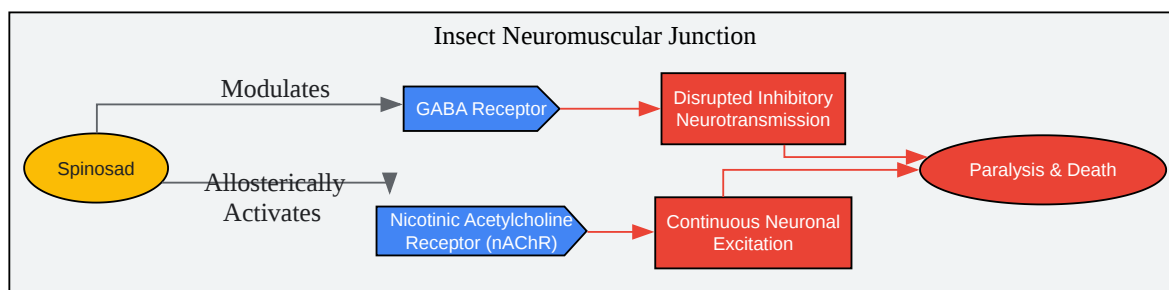 Insect Neuromuscular Junction
Modulates
GABA Receptor
Disrupted Inhibitory
Neurotransmission
Spinosad
Paralysis & Death
Allosterically
Activates
Nicotinic Acetylcholine
Receptor (nAChR)
Continuous Neuronal
Excitation